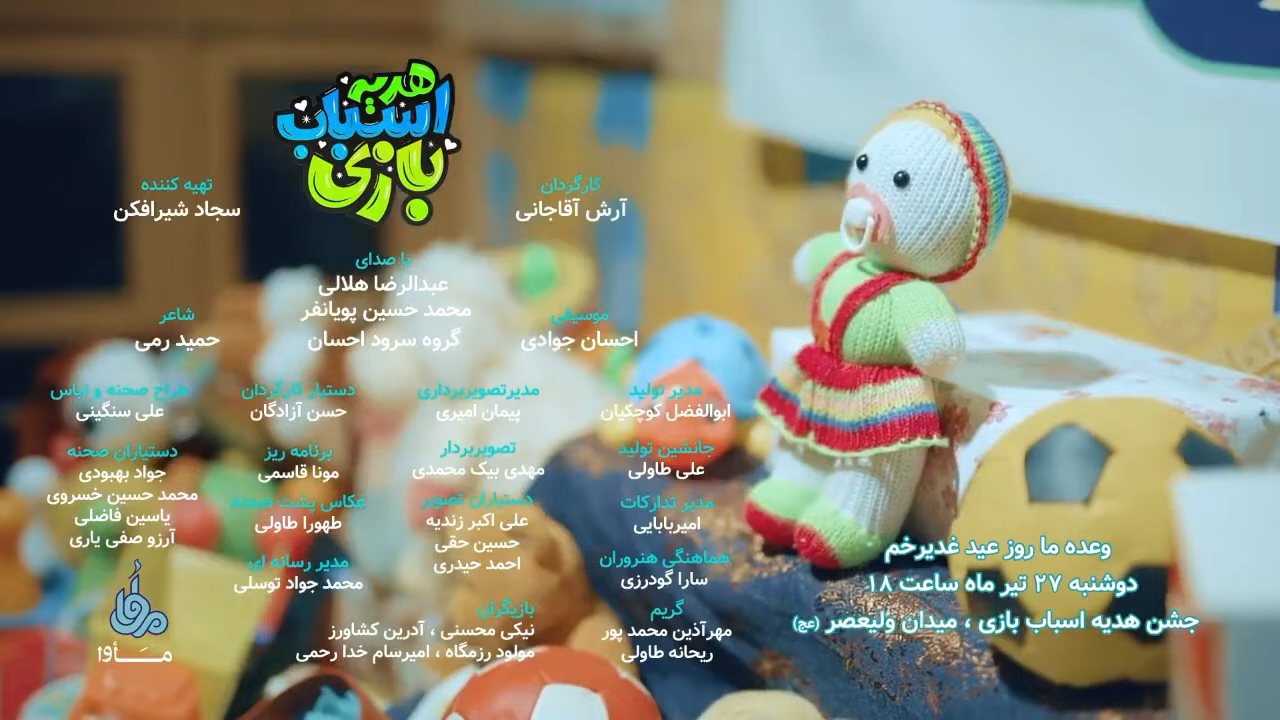 هدیه
اسباب
بازی
کارگردان
آرش آقاجانی
تهیه کننده
سجاد شیرافکن
با صدای
عبدالرضا هلالی
محمد حسین پویانفر
گروه سرود احسان
موسیقی
احسان جوادی
شاعر
حمید رمی
مدیر تولید
ابوالفضل کوچکیان
مدیرتصویربرداری
پیمان امیری
دستیار کارگردان
حسن آزادگان
طراح صحنه و لباس
علی سنگینی
جانشین تولید
علی طاولی
تصویربردار
مهدی بیک محمدی
برنامه ریز
مونا قاسمی
دستیاران صحنه
جواد بهبودی
محمد حسین خسروی
یاسین فاضلی
آرزو صفی یاری
مدیر تدارکات
امیربابایی
دستیاران تصویر
علی اکبر زندیه
حسین حقی
احمد حیدری
عکاس پشت صحنه
طهورا طاولی
هماهنگی هنروران
سارا گودرزی
مدیر رسانه ای
محمد جواد توسلی
گریم
مهرآذین محمد پور
ریحانه طاولی
بازیگران
نیکی محسنی ، آدرین کشاورز
مولود رزمگاه ، امیرسام خدا رحمی
مأوا
وعده ما روز عید غدیرخم
دوشنبه ۲۷ تیر ماه ساعت ۱۸
جشن هدیه اسباب بازی ، میدان ولیعصر (عج)